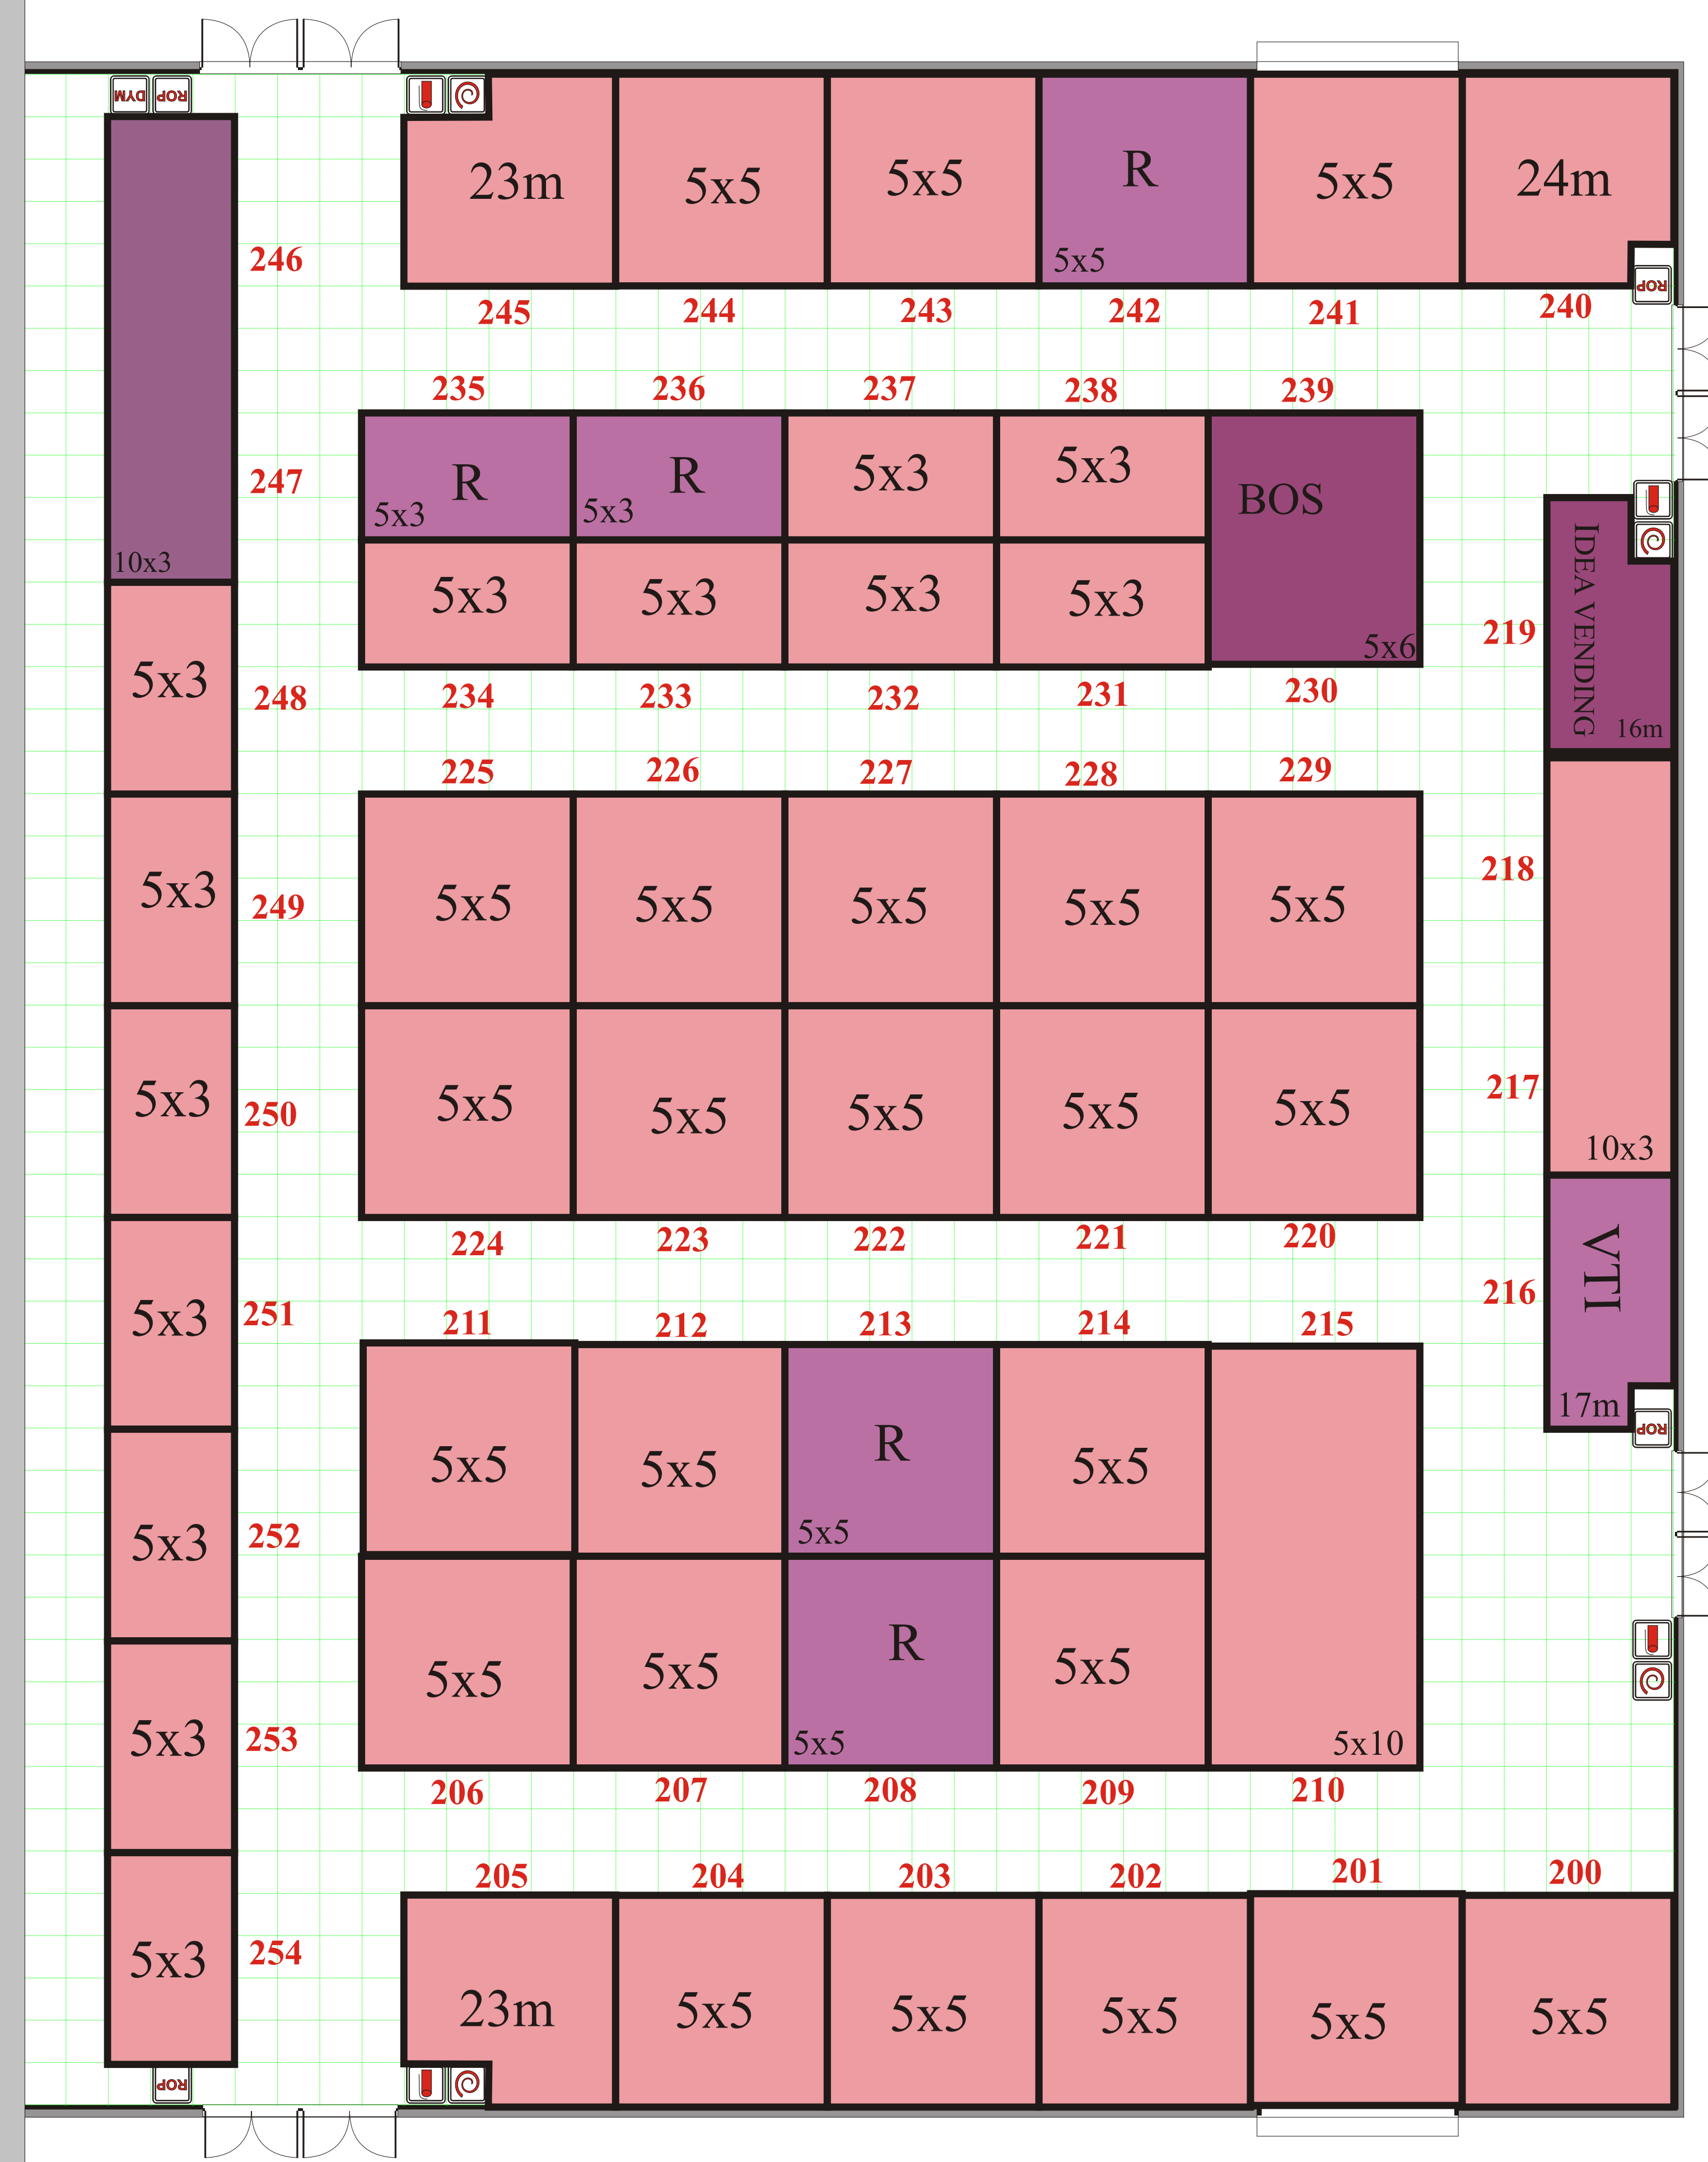 DYM ROP
23m 5x5 5x5 R 5x5 5x5 24m
ROP
246
245 244 243 242 241 240
235 236 237 238 239
247
R 5x3 R 5x3 5x3 5x3 BOS
10x3
IDEA VENDING
16m
219
5x3 5x3 5x3 5x3 5x6
5x3
248
234 233 232 231 230
225 226 227 228 229
218
5x3
249
5x5 5x5 5x5 5x5 5x5
217
5x3
250
5x5 5x5 5x5 5x5 5x5
10x3
224 223 222 221 220
216
VTI
17m
ROP
5x3
251
211 212 213 214 215
5x5 5x5 R 5x5
5x5
5x3
252
5x5 5x5 R 5x5
5x5
5x10
5x3
253
206 207 208 209 210
205 204 203 202 201 200
5x3
254
23m 5x5 5x5 5x5 5x5 5x5
ROP